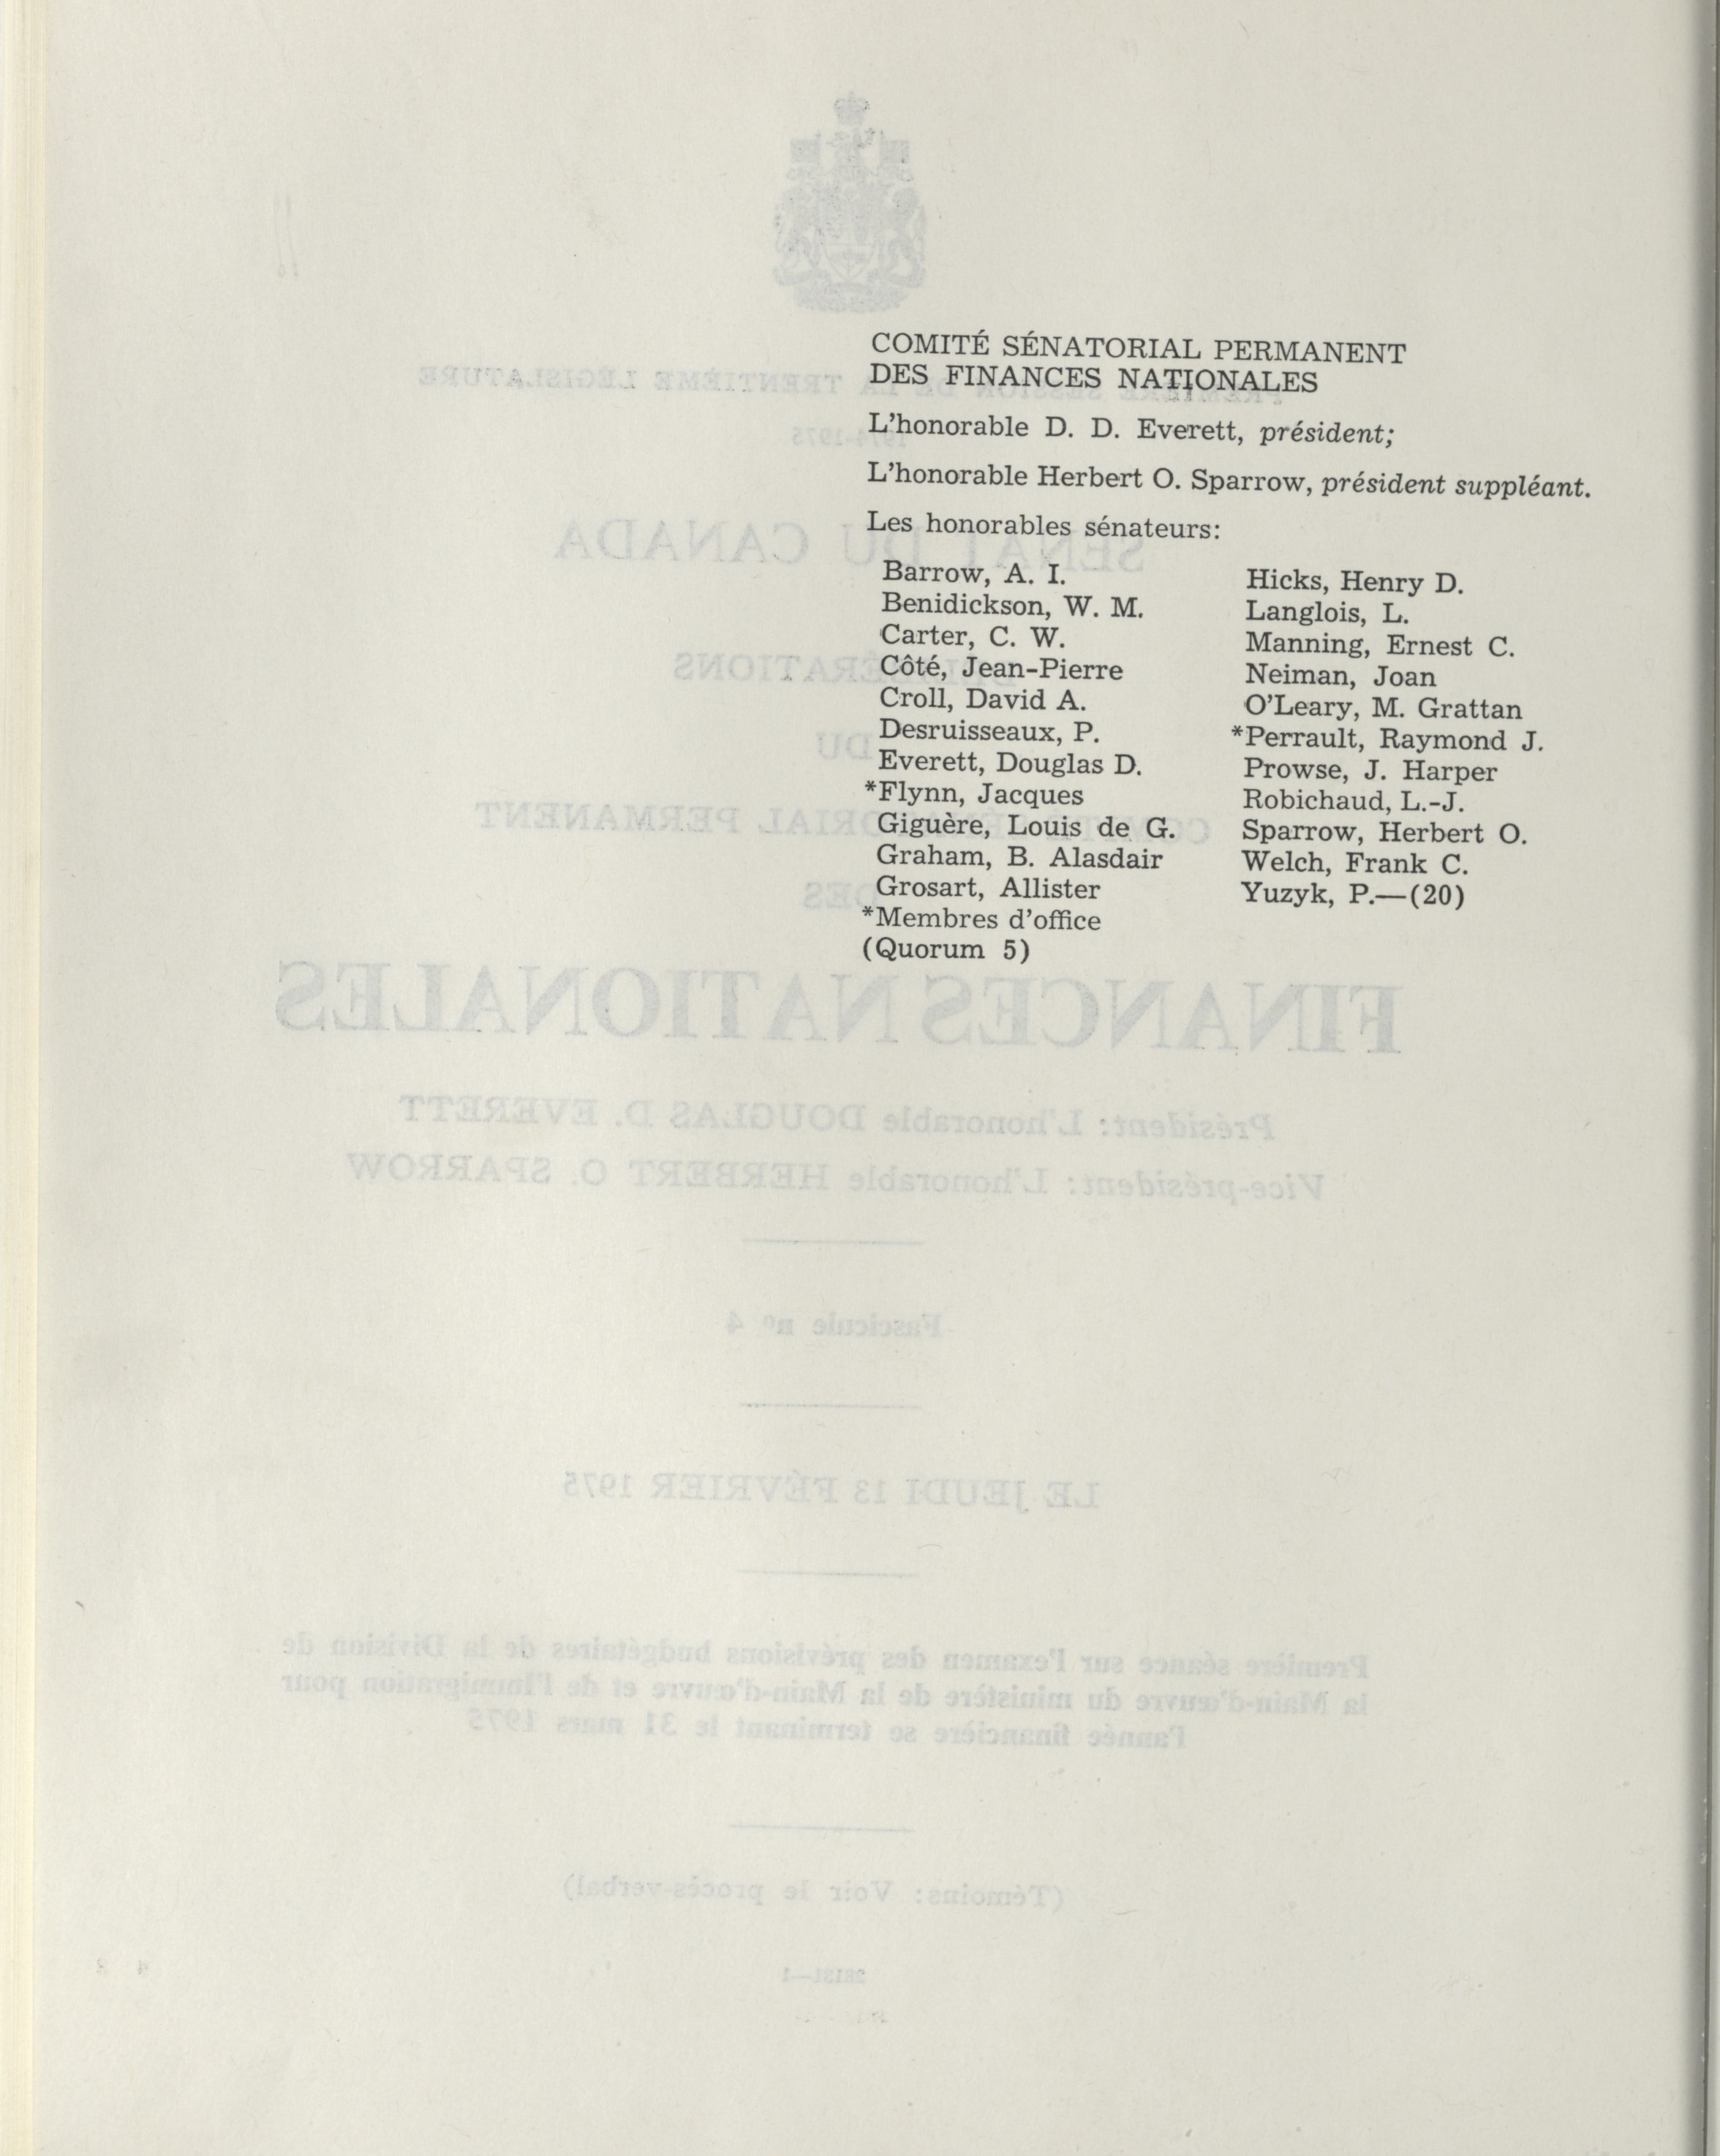 COMITÉ SÉNATORIAL PERMANENT
DES FINANCES NATIONALES
L'honorable D. D. Everett, président;
L'honorable Herbert O. Sparrow, président suppléant.
Les honorables sénateurs:
Barrow, A. I.
Benidickson, W. M.
Carter, C. W.
Côté, Jean-Pierre
Croll, David A.
Desruisseaux, P.
Everett, Douglas D.
*Flynn, Jacques
Giguère, Louis de G.
Graham, B. Alasdair
Grosart, Allister
*Membres d'office
(Quorum 5)
Hicks, Henry D.
Langlois, L.
Manning, Ernest C.
Neiman, Joan
O'Leary, M. Grattan
*Perrault, Raymond J.
Prowse, J. Harper
Robichaud, L.-J.
Sparrow, Herbert O.
Welch, Frank C.
Yuzyk, P.—(20)